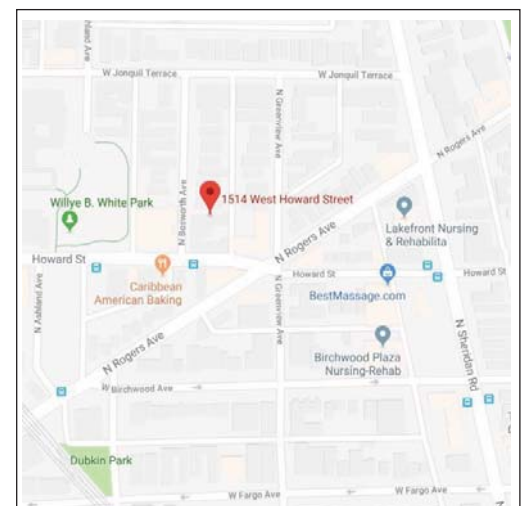 W Jonquil Terrace
W Jonquil Terrace
Ashland Ave
N Greenview Ave
N Rogers Ave
N Bosworth Ave
Willye B. White Park
1514 West Howard Street
Lakefront Nursing
& Rehabilita
N Rogers Ave
Howard St
Howard St
Howard St
Caribbean
American Baking
BestMassage.com
N Ashland Ave
N Greenview Ave
N Sheridan Rd
N Rogers Ave
Birchwood Plaza
Nursing-Rehab
W Birchwood Ave
Dubkin Park
W Fargo Ave
W Fargo Ave